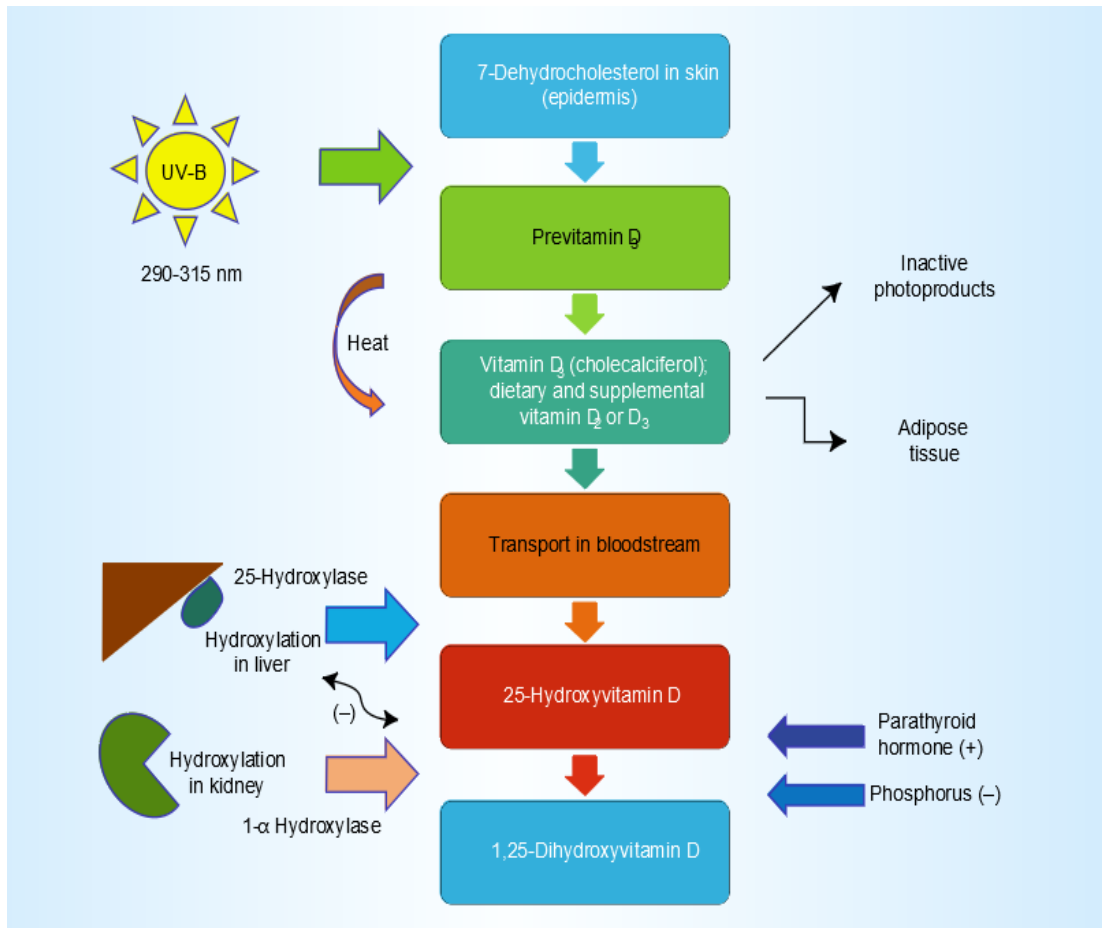 7-Dehydrocholesterol in skin
(epidermis)
UV-B
290-315 nm
Previtamin D3
Inactive
photoproducts
Heat
Vitamin D3 (cholecalciferol);
dietary and supplemental
vitamin D2 or D3
Adipose
tissue
Transport in bloodstream
25-Hydroxylase
Hydroxylation
in liver
(–)
25-Hydroxyvitamin D
Parathyroid
hormone (+)
Hydroxylation
in kidney
Phosphorus (–)
1-α Hydroxylase
1,25-Dihydroxyvitamin D